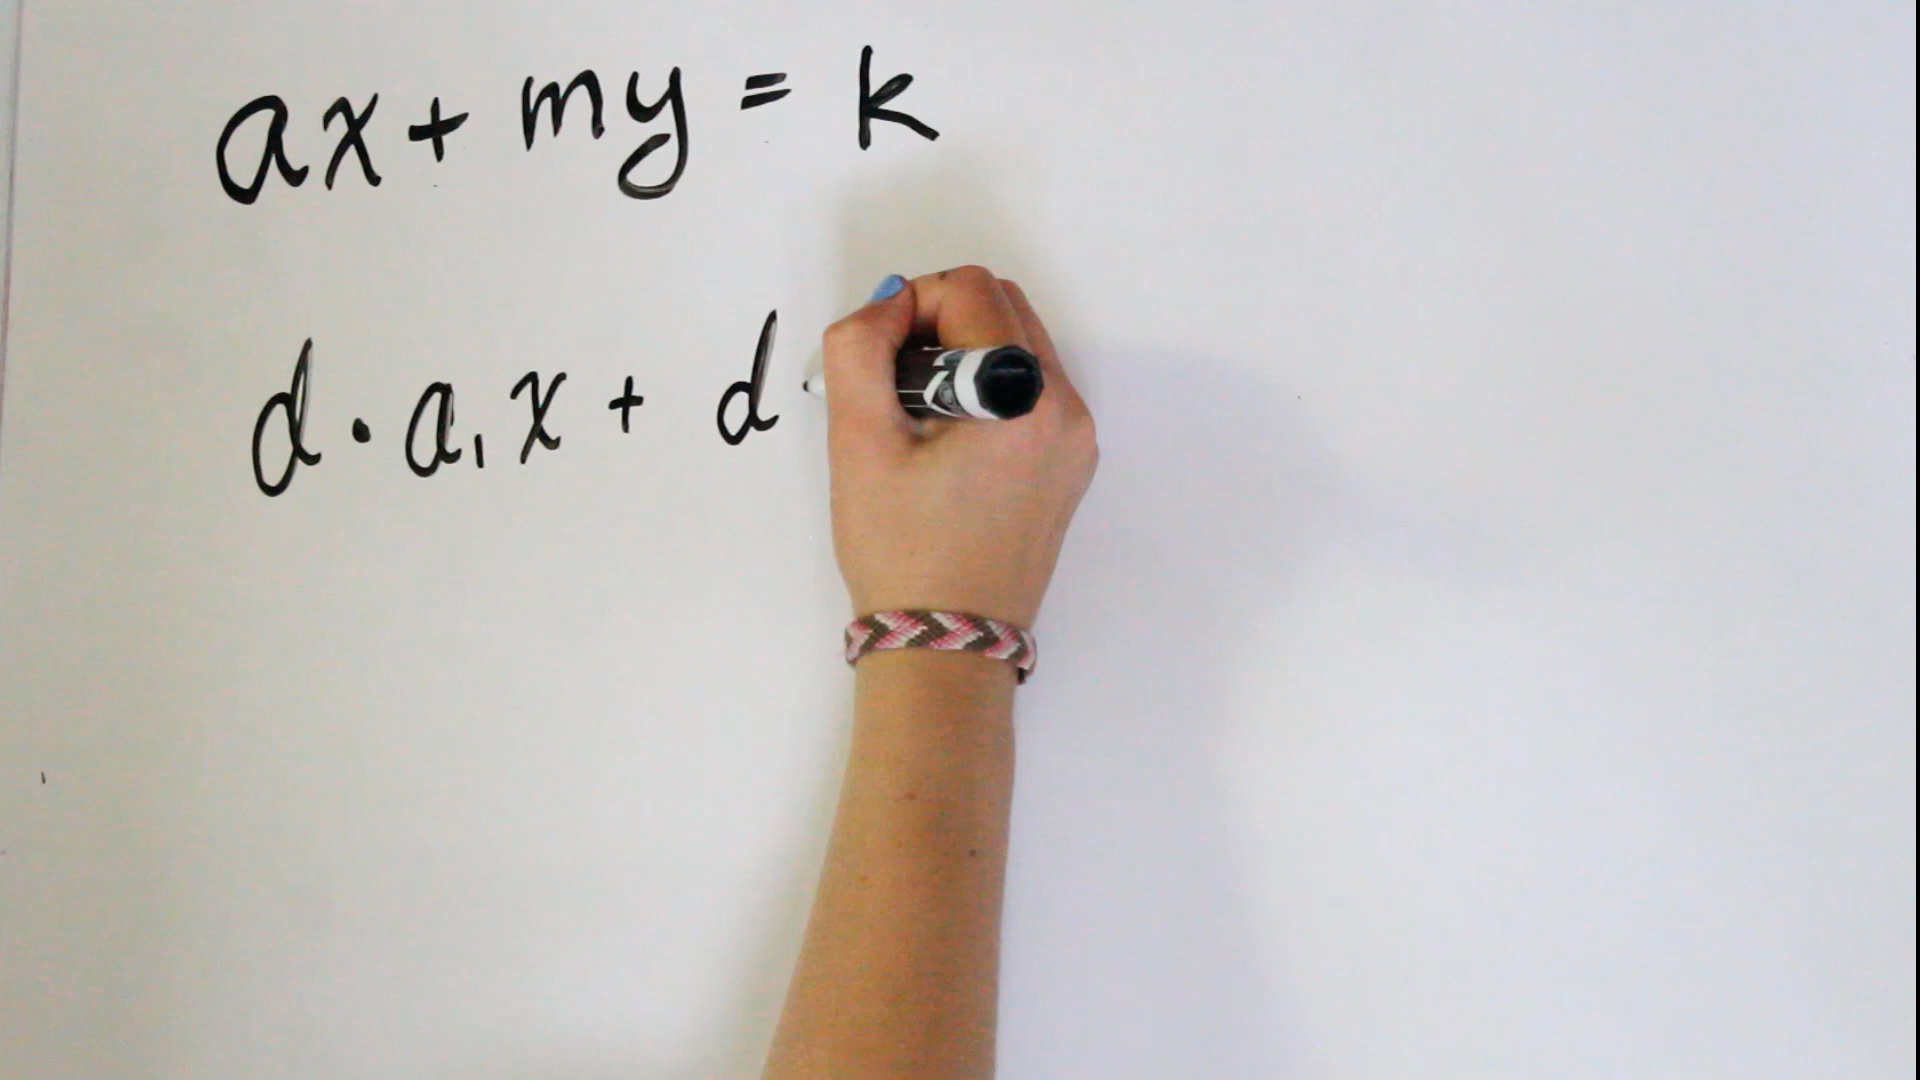 ax + my = k
d · a₁x + d